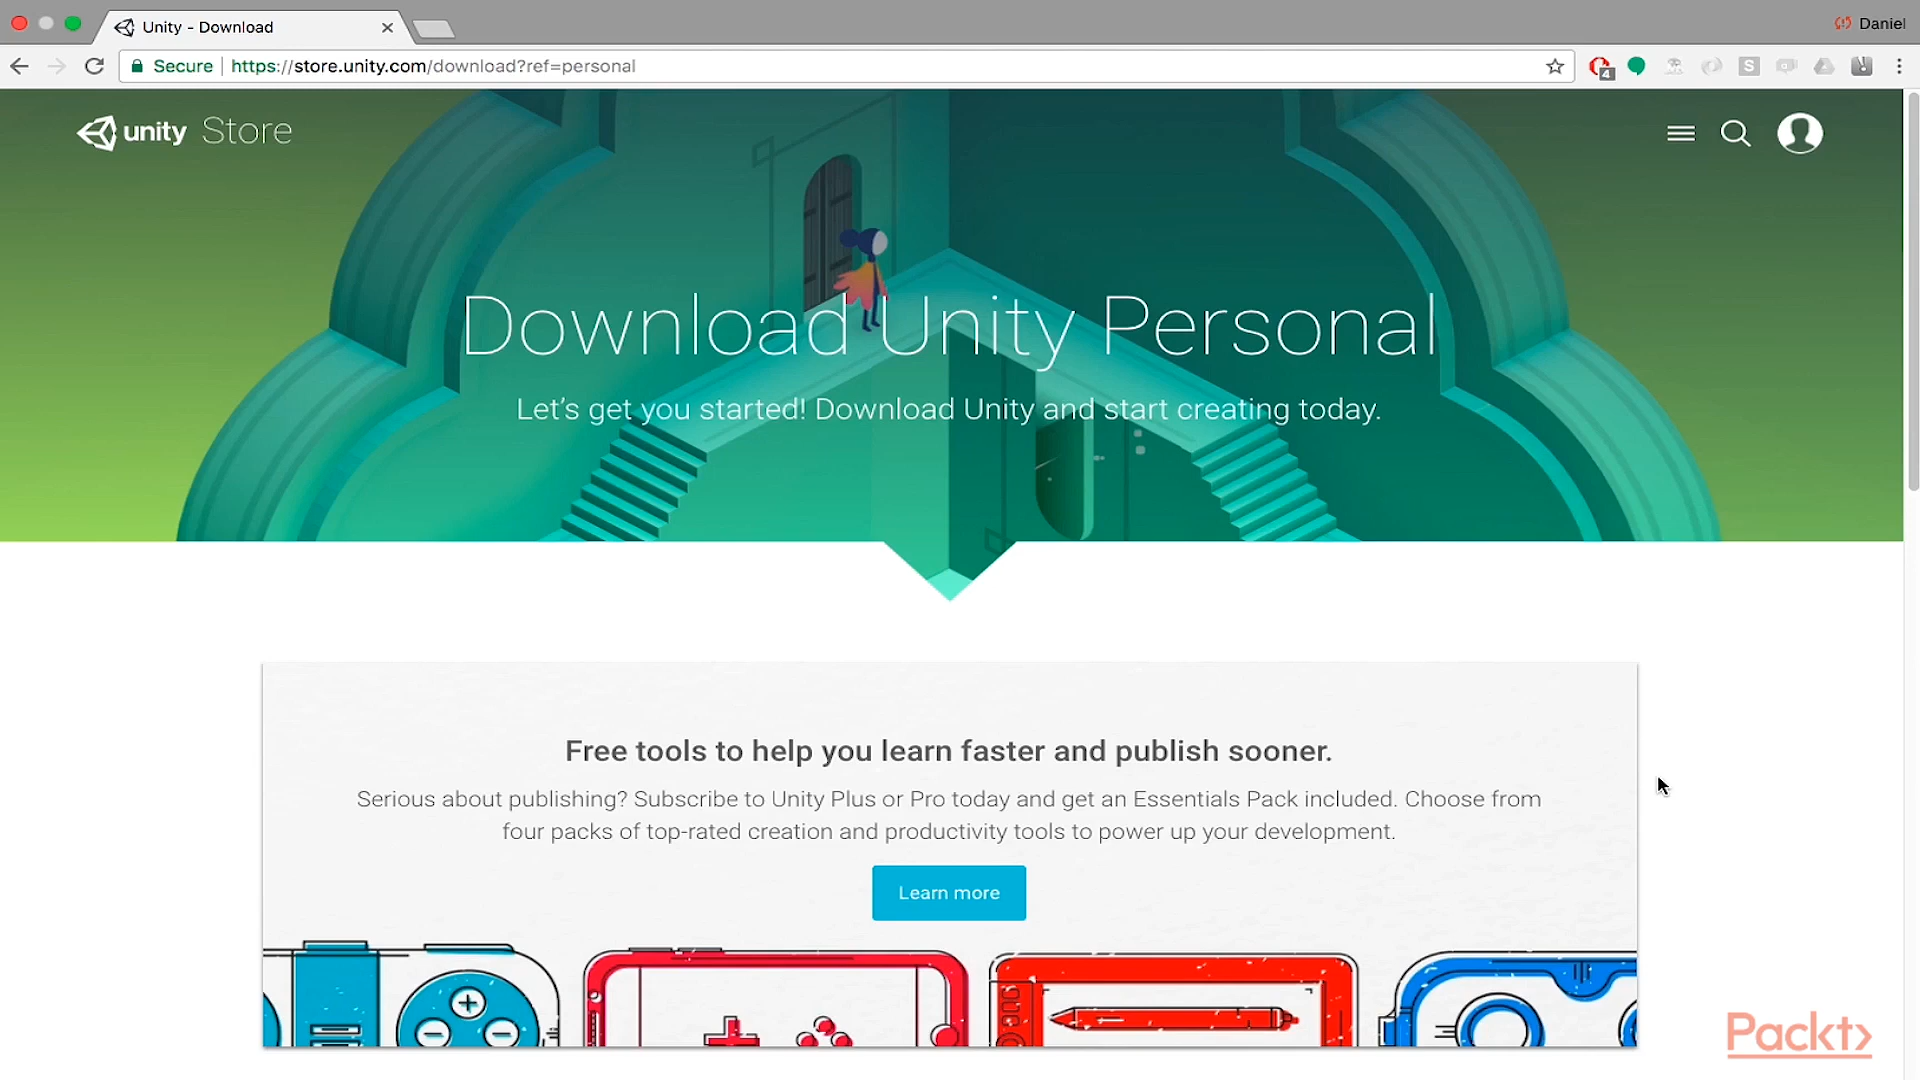 Unity - Download
Daniel
Secure
https://store.unity.com/download?ref=personal
4
S
unity Store
Download Unity Personal
Let's get you started! Download Unity and start creating today.
Free tools to help you learn faster and publish sooner.
Serious about publishing? Subscribe to Unity Plus or Pro today and get an Essentials Pack included. Choose from
four packs of top-rated creation and productivity tools to power up your development.
Learn more
Packt>